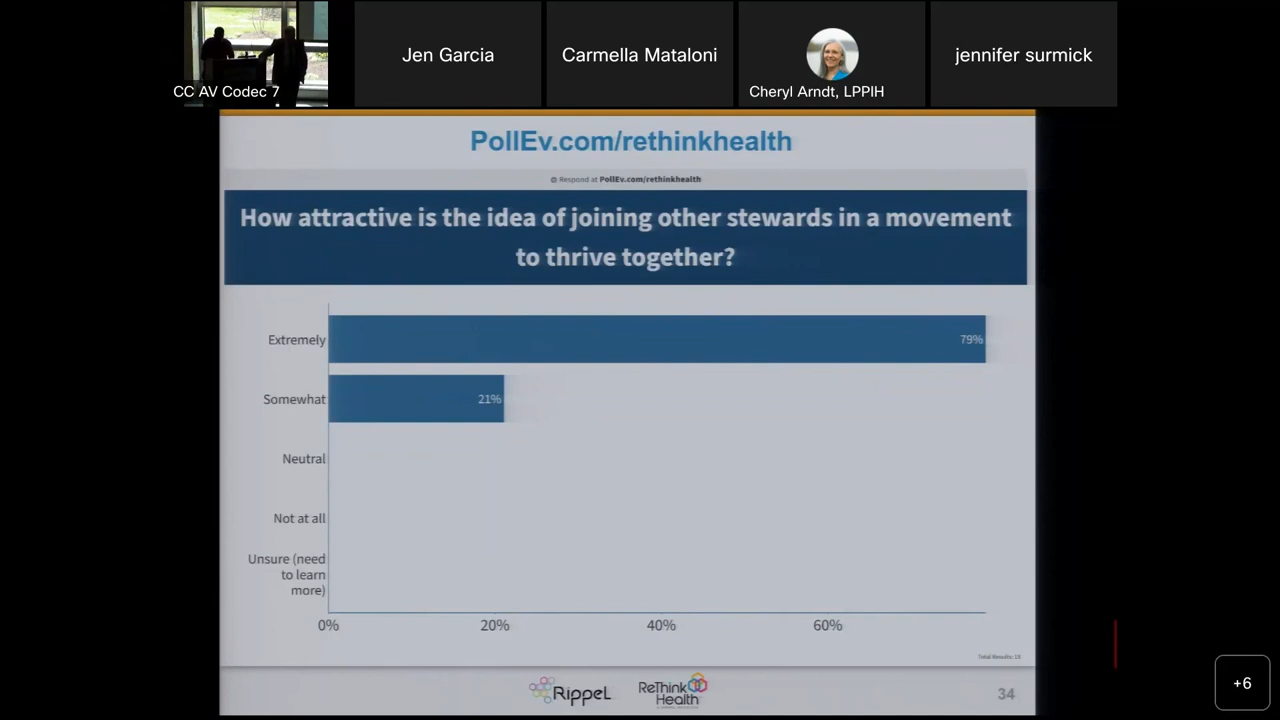 CC AV Codec 7
Jen Garcia
Carmella Mataloni
Cheryl Arndt, LPPIH
jennifer surmick
PollEv.com/rethinkhealth
Respond at PollEv.com/rethinkhealth
How attractive is the idea of joining other stewards in a movement
to thrive together?
Extremely
79%
Somewhat
21%
Neutral
Not at all
Unsure (need
to learn
more)
0%
20%
40%
60%
Total Results: 19
Rippel
ReThink
Health
34
+6